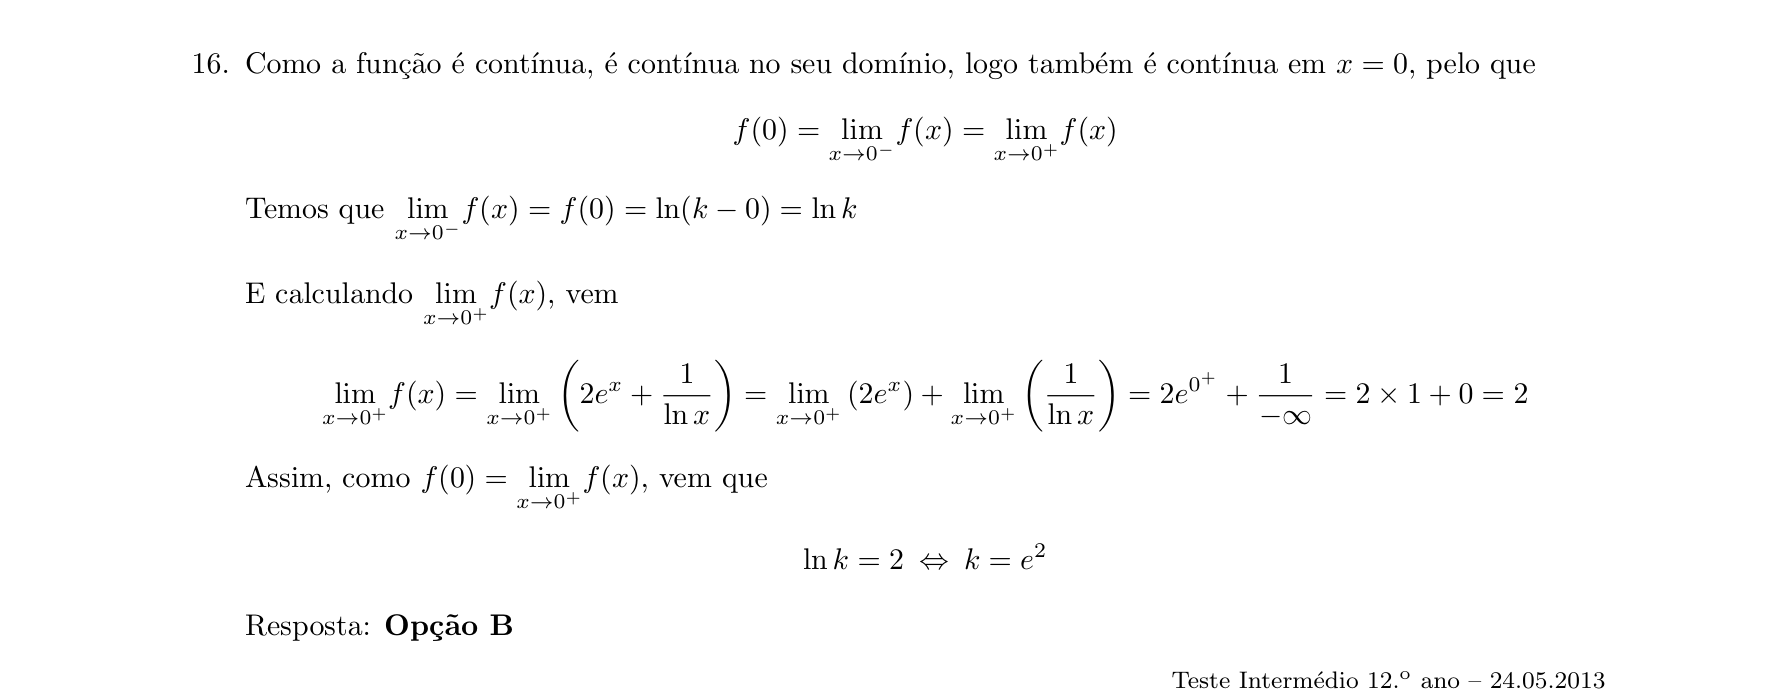 16. Como a função é contínua, é contínua no seu domínio, logo também é contínua em $x = 0$, pelo que
$f(0) = \lim_{x \to 0^-} f(x) = \lim_{x \to 0^+} f(x)$
Temos que $\lim_{x \to 0^-} f(x) = f(0) = \ln(k - 0) = \ln k$
E calculando $\lim_{x \to 0^+} f(x)$, vem
$\lim_{x \to 0^+} f(x) = \lim_{x \to 0^+} \left( 2e^x + \frac{1}{\ln x} \right) = \lim_{x \to 0^+} (2e^x) + \lim_{x \to 0^+} \left( \frac{1}{\ln x} \right) = 2e^{0^+} + \frac{1}{-\infty} = 2 \times 1 + 0 = 2$
Assim, como $f(0) = \lim_{x \to 0^+} f(x)$, vem que
$\ln k = 2 \Leftrightarrow k = e^2$
Resposta: Opção B
Teste Intermédio 12.º ano – 24.05.2013